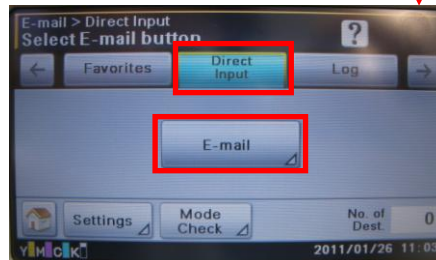 E-mail > Direct Input
Select E-mail button
?
← Favorites
Direct
Input
Log →
E-mail
Settings
Mode
Check
No. of
Dest.
0
Y M C K
2011/01/26 11:03